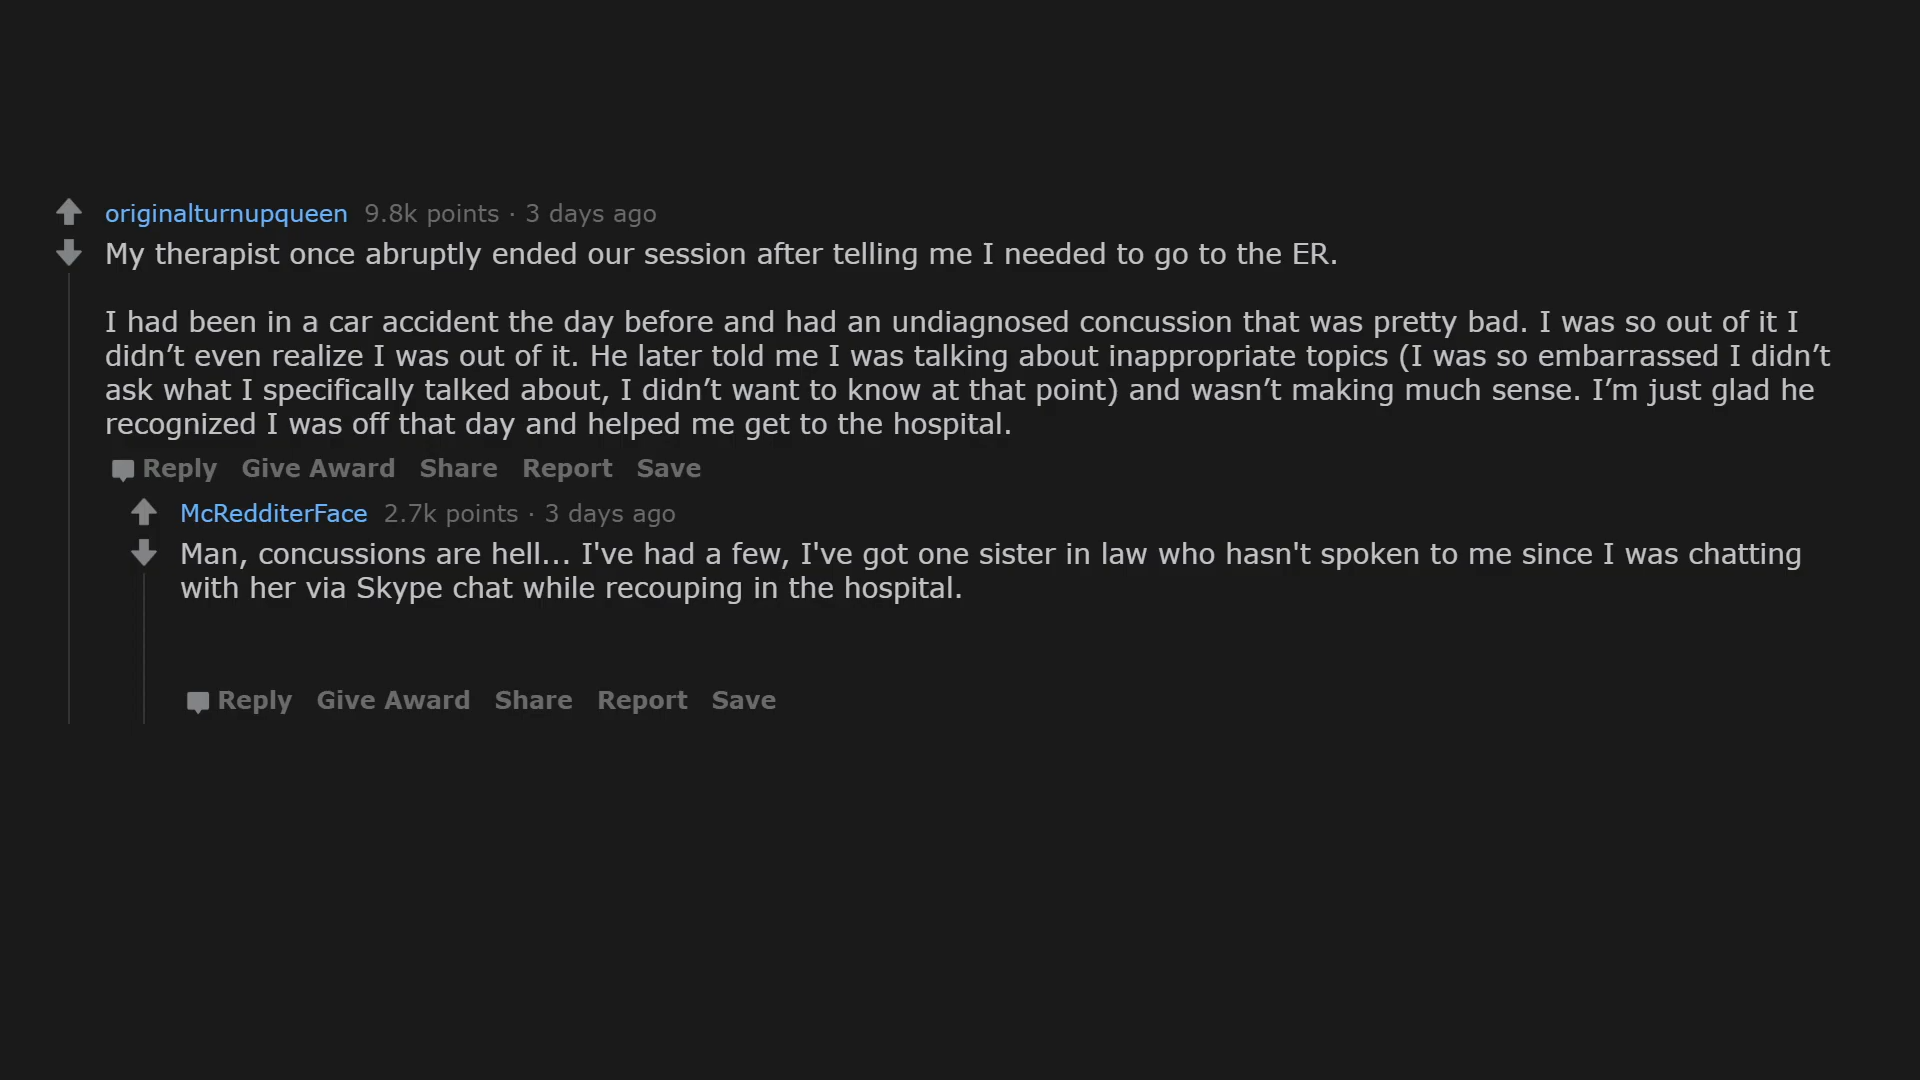 originalturnupqueen 9.8k points · 3 days ago
My therapist once abruptly ended our session after telling me I needed to go to the ER.
I had been in a car accident the day before and had an undiagnosed concussion that was pretty bad. I was so out of it I
didn’t even realize I was out of it. He later told me I was talking about inappropriate topics (I was so embarrassed I didn’t
ask what I specifically talked about, I didn’t want to know at that point) and wasn’t making much sense. I’m just glad he
recognized I was off that day and helped me get to the hospital.
Reply Give Award Share Report Save
McRedditerFace 2.7k points · 3 days ago
Man, concussions are hell... I've had a few, I've got one sister in law who hasn't spoken to me since I was chatting
with her via Skype chat while recouping in the hospital.
Reply Give Award Share Report Save